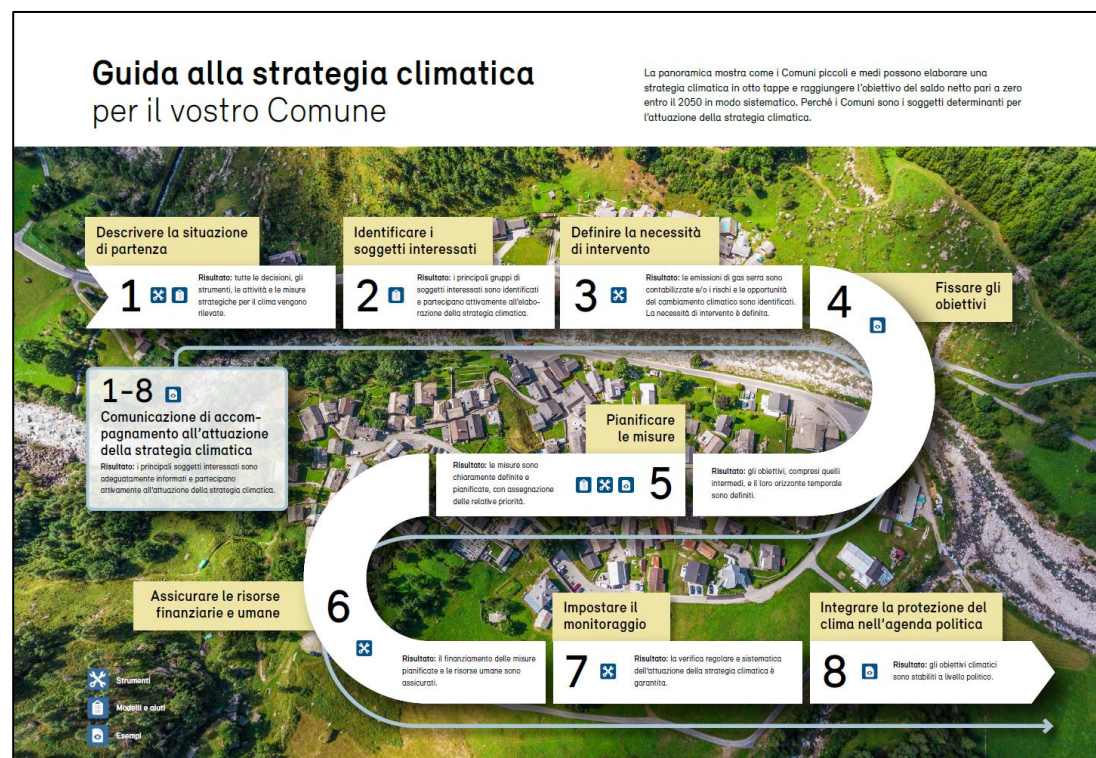 Guida alla strategia climatica
per il vostro Comune
La panoramica mostra come i Comuni piccoli e medi possono elaborare una
strategia climatica in otto tappe e raggiungere l'obiettivo del saldo netto pari a zero
entro il 2050 in modo sistematico. Perché i Comuni sono i soggetti determinanti per
l'attuazione della strategia climatica.
Descrivere la situazione
di partenza
1
Risultato: tutte le decisioni, gli
strumenti, le attività e le misure
strategiche per il clima vengono
rilevate.
Identificare i
soggetti interessati
2
Risultato: i principali gruppi di
soggetti interessati sono identificati
e partecipano attivamente all'elabo-
razione della strategia climatica.
Definire la necessità
di intervento
3
Risultato: le emissioni di gas serra sono
contabilizzate e/o i rischi e le opportunità
del cambiamento climatico sono identificati.
La necessità di intervento è definita.
4
Fissare gli
obiettivi
Risultato: gli obiettivi, compresi quelli
intermedi, e il loro orizzonte temporale
sono definiti.
1-8
Comunicazione di accom-
pagnamento all'attuazione
della strategia climatica
Risultato: i principali soggetti interessati sono
adeguatamente informati e partecipano
attivamente all'attuazione della strategia climatica.
Pianificare
le misure
Risultato: le misure sono
chiaramente definite e
pianificate, con assegnazione
delle relative priorità.
5
Assicurare le risorse
finanziarie e umane
6
Risultato: il finanziamento delle misure
pianificate e le risorse umane sono
assicurati.
Impostare il
monitoraggio
7
Risultato: la verifica regolare e sistematica
dell'attuazione della strategia climatica è
garantita.
Integrare la protezione del
clima nell'agenda politica
8
Risultato: gli obiettivi climatici
sono stabiliti a livello politico.
Strumenti
Modelli e aiuti
Esempi